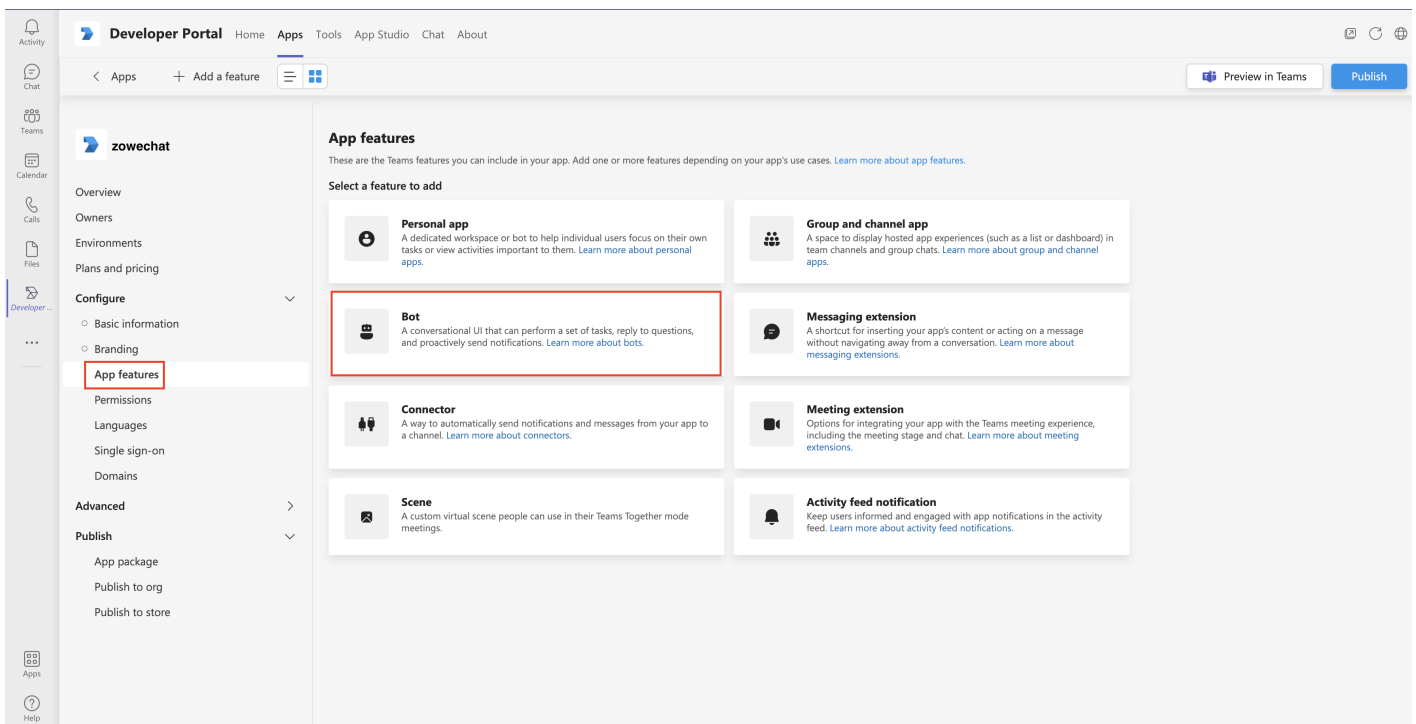 Activity
Chat
Teams
Calendar
Calls
Files
Developer ...
Apps
Help
Developer Portal Home Apps Tools App Studio Chat About
Apps Add a feature Preview in Teams Publish
zowechat
Overview
Owners
Environments
Plans and pricing
Configure
Basic information
Branding
App features
Permissions
Languages
Single sign-on
Domains
Advanced
Publish
App package
Publish to org
Publish to store
App features
These are the Teams features you can include in your app. Add one or more features depending on your app's use cases. Learn more about app features.
Select a feature to add
Personal app
A dedicated workspace or bot to help individual users focus on their own
tasks or view activities important to them. Learn more about personal
apps.
Group and channel app
A space to display hosted app experiences (such as a list or dashboard) in
team channels and group chats. Learn more about group and channel
apps.
Bot
A conversational UI that can perform a set of tasks, reply to questions,
and proactively send notifications. Learn more about bots.
Messaging extension
A shortcut for inserting your app's content or acting on a message
without navigating away from a conversation. Learn more about
messaging extensions.
Connector
A way to automatically send notifications and messages from your app to
a channel. Learn more about connectors.
Meeting extension
Options for integrating your app with the Teams meeting experience,
including the meeting stage and chat. Learn more about meeting
extensions.
Scene
A custom virtual scene people can use in their Teams Together mode
meetings.
Activity feed notification
Keep users informed and engaged with app notifications in the activity
feed. Learn more about activity feed notifications.